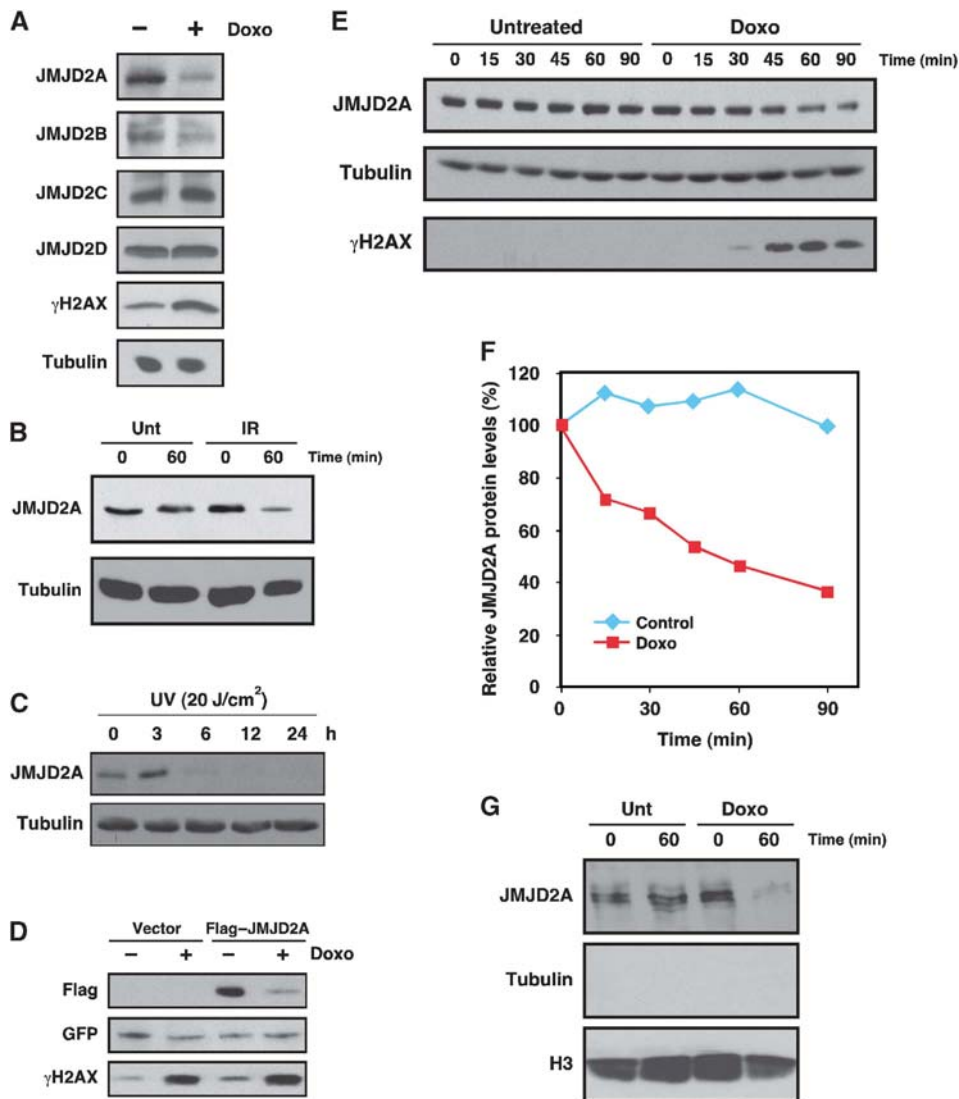 A
− + Doxo
JMJD2A
JMJD2B
JMJD2C
JMJD2D
γH2AX
Tubulin
B
Unt IR
0 60 0 60 Time (min)
JMJD2A
Tubulin
C
UV (20 J/cm²)
0 3 6 12 24 h
JMJD2A
Tubulin
D
Vector Flag–JMJD2A
− + − + Doxo
Flag
GFP
γH2AX
E
Untreated Doxo
0 15 30 45 60 90 0 15 30 45 60 90 Time (min)
JMJD2A
Tubulin
γH2AX
F
Relative JMJD2A protein levels (%)
120
100
80
60
40
20
0
Control
Doxo
0 30 60 90
Time (min)
G
Unt Doxo
0 60 0 60 Time (min)
JMJD2A
Tubulin
H3